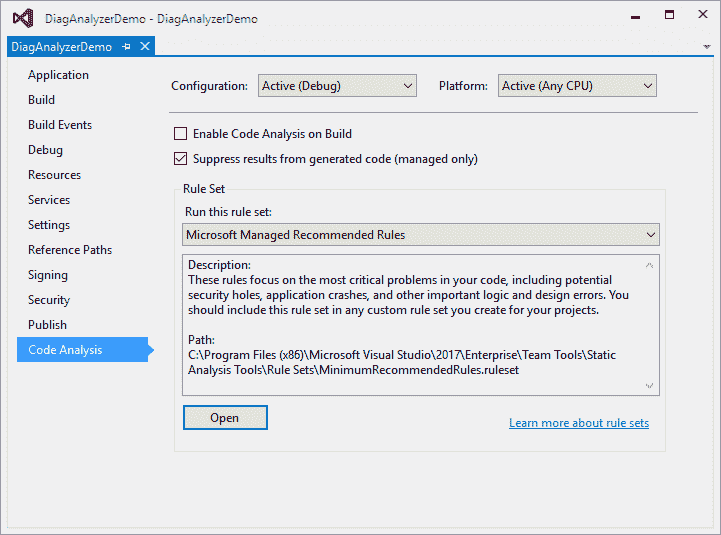 DiagAnalyzerDemo - DiagAnalyzerDemo
DiagAnalyzerDemo
Application
Build
Build Events
Debug
Resources
Services
Settings
Reference Paths
Signing
Security
Publish
Code Analysis
Configuration: Active (Debug) Platform: Active (Any CPU)
Enable Code Analysis on Build
Suppress results from generated code (managed only)
Rule Set
Run this rule set:
Microsoft Managed Recommended Rules
Description:
These rules focus on the most critical problems in your code, including potential
security holes, application crashes, and other important logic and design errors. You
should include this rule set in any custom rule set you create for your projects.
Path:
C:\Program Files (x86)\Microsoft Visual Studio\2017\Enterprise\Team Tools\Static
Analysis Tools\Rule Sets\MinimumRecommendedRules.ruleset
Open
Learn more about rule sets